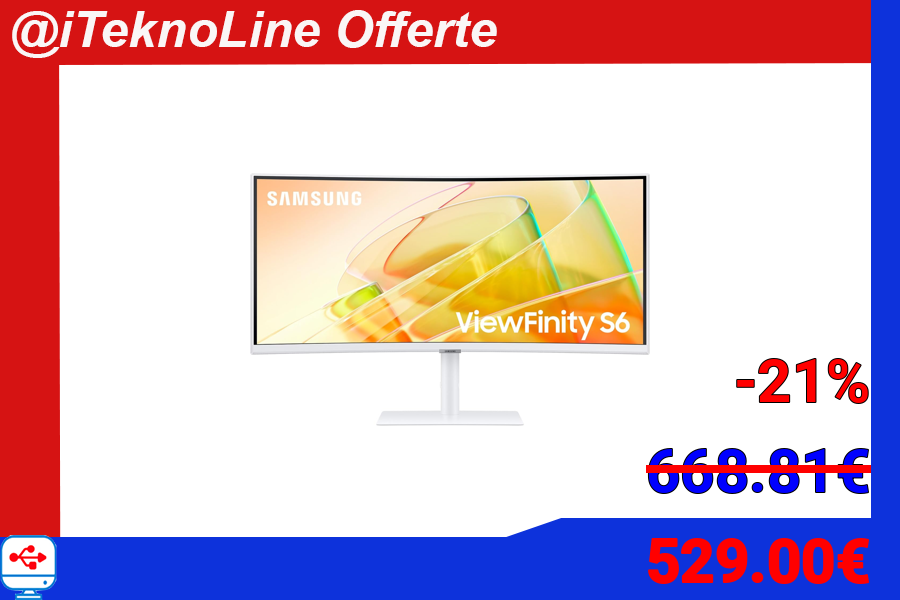 @iTeknoLine Offerte
SAMSUNG
ViewFinity S6
-21%
668.81€
529.00€